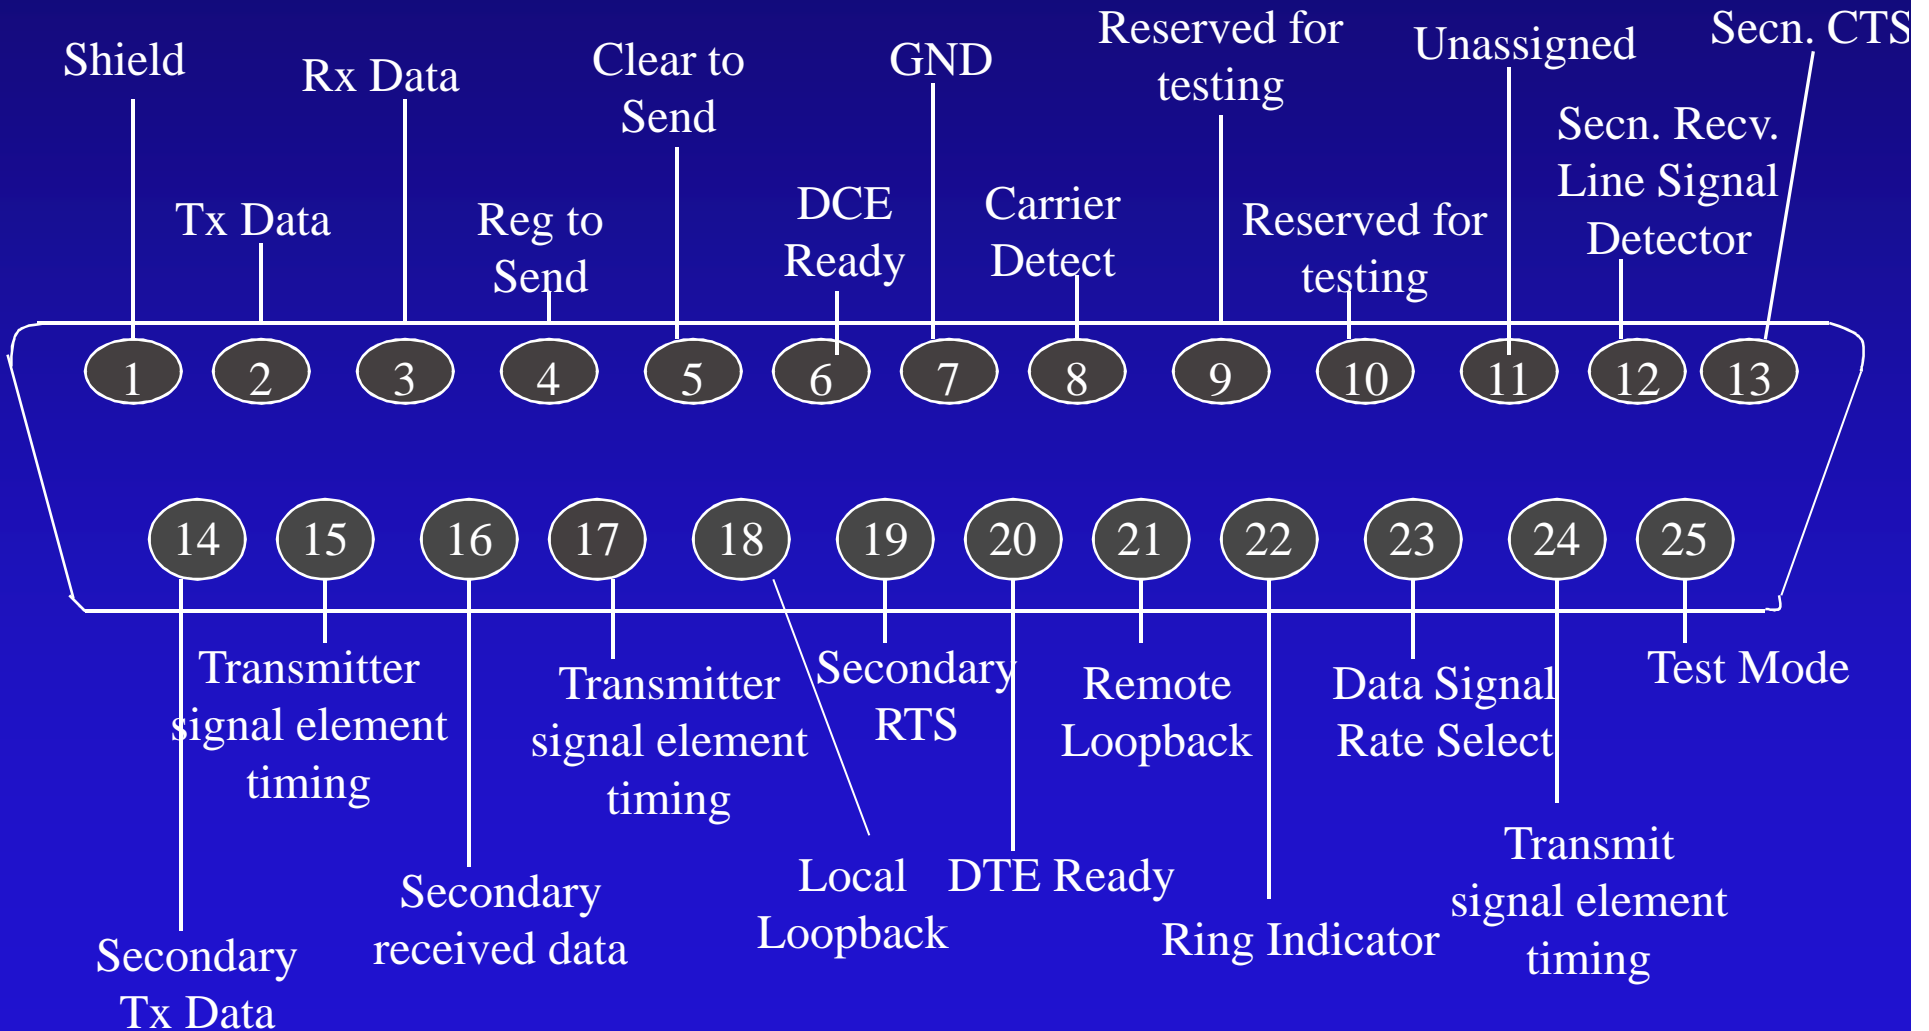 Shield
Rx Data
Clear to
Send
GND
Reserved for
testing
Unassigned
Secn. CTS
Tx Data
Reg to
Send
DCE
Ready
Carrier
Detect
Reserved for
testing
Secn. Recv.
Line Signal
Detector
1 2 3 4 5 6 7 8 9 10 11 12 13
14 15 16 17 18 19 20 21 22 23 24 25
Transmitter
signal element
timing
Transmitter
signal element
timing
Secondary
RTS
Remote
Loopback
Data Signal
Rate Select
Test Mode
Secondary
Tx Data
Secondary
received data
Local
Loopback
DTE Ready
Ring Indicator
Transmit
signal element
timing